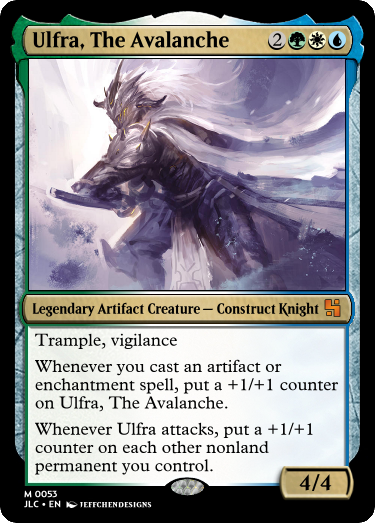 Ulfra, The Avalanche 2
Legendary Artifact Creature — Construct Knight
Trample, vigilance
Whenever you cast an artifact or
enchantment spell, put a +1/+1 counter
on Ulfra, The Avalanche.
Whenever Ulfra attacks, put a +1/+1
counter on each other nonland
permanent you control.
4/4
M 0053
JLC • EN JEFFCHENDESIGNS